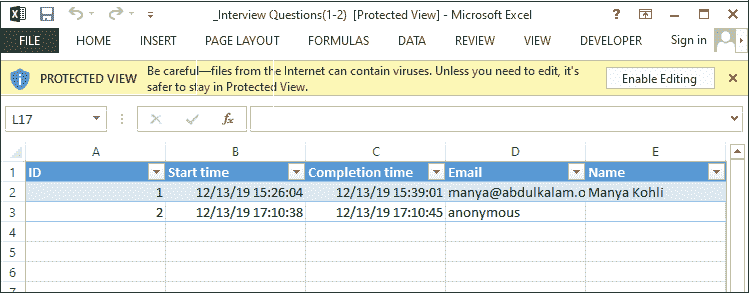 _Interview Questions(1-2) [Protected View] - Microsoft Excel
FILE HOME INSERT PAGE LAYOUT FORMULAS DATA REVIEW VIEW DEVELOPER Sign in
PROTECTED VIEW Be careful—files from the Internet can contain viruses. Unless you need to edit, it's
safer to stay in Protected View.
Enable Editing
L17 fx
A B C D E
1 ID Start time Completion time Email Name
2 1 12/13/19 15:26:04 12/13/19 15:39:01 manya@abdulkalam.o Manya Kohli
3 2 12/13/19 17:10:38 12/13/19 17:10:45 anonymous
4
5
6
7